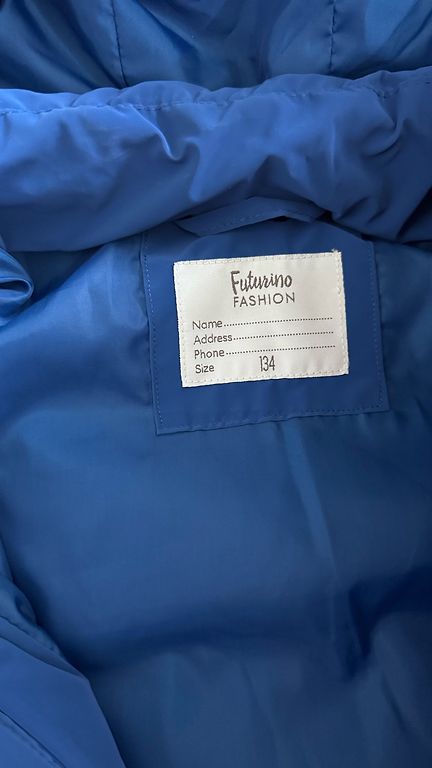 Futurino
FASHION
Name
Address
Phone
Size 134